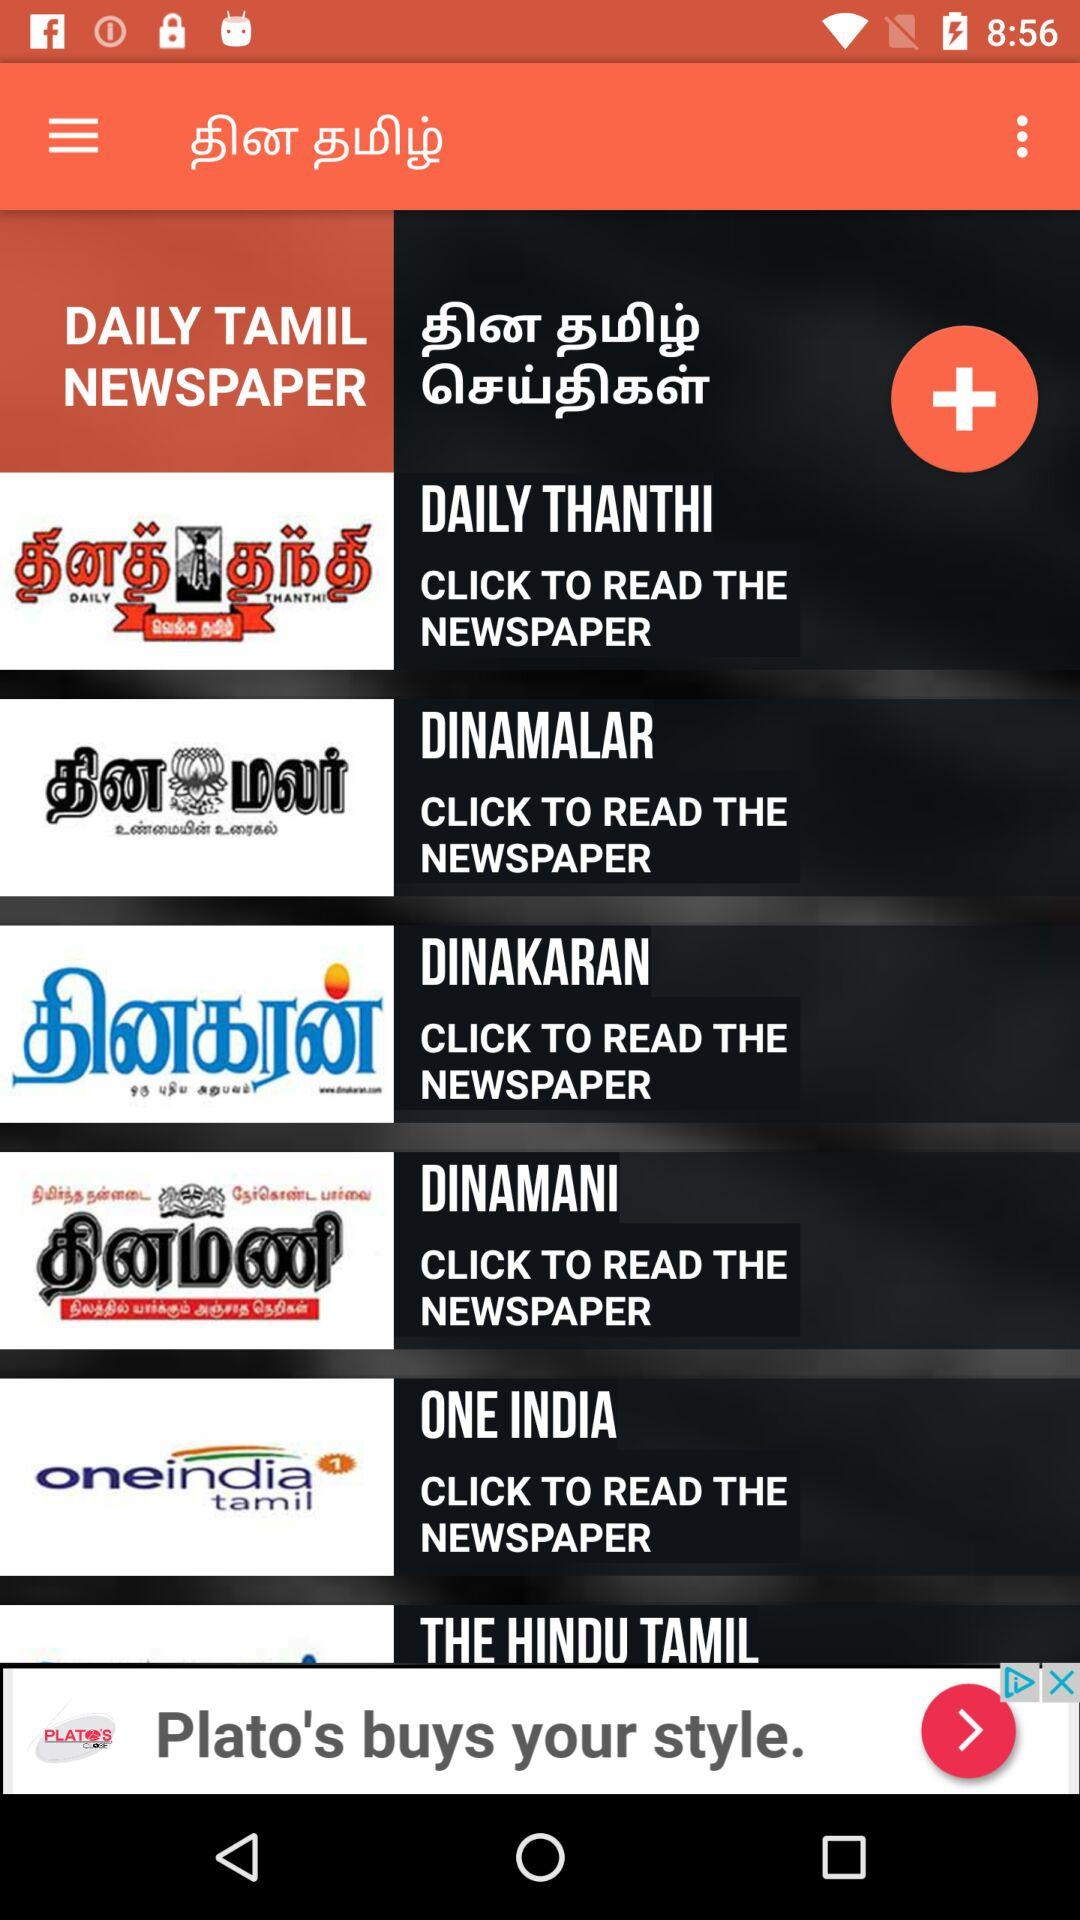 8:56
தின தமிழ்
DAILY TAMIL
NEWSPAPER
தின தமிழ்
செய்திகள்
தினத் தந்தி
DAILY THANTHI
வெல்க தமிழ்
DAILY THANTHI
CLICK TO READ THE
NEWSPAPER
தின மலர்
உண்மையின் உரைகல்
DINAMALAR
CLICK TO READ THE
NEWSPAPER
தினகரன்
ஒரு புதிய அனுபவம்
www.dinakaran.com
DINAKARAN
CLICK TO READ THE
NEWSPAPER
நிமிர்ந்த நன்னடை நேர்கொண்ட பார்வை
தினமணி
நிலத்தில் யார்க்கும் அஞ்சாத நெறிகள்
DINAMANI
CLICK TO READ THE
NEWSPAPER
oneindia 1
tamil
ONE INDIA
CLICK TO READ THE
NEWSPAPER
THE HINDU TAMIL
PLATO'S
Plato's buys your style.